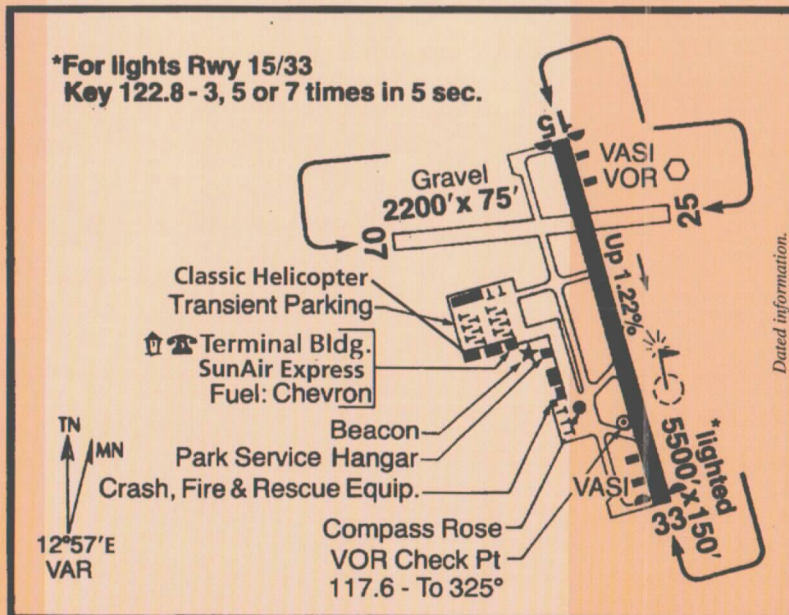 *For lights Rwy 15/33
Key 122.8 - 3, 5 or 7 times in 5 sec.
15
VASI
VOR
Gravel
2200' x 75'
07
25
Up 1.22%
Classic Helicopter
Transient Parking
Terminal Bldg.
SunAir Express
Fuel: Chevron
Beacon
Park Service Hangar
Crash, Fire & Rescue Equip.
VASI
Compass Rose
VOR Check Pt
117.6 - To 325°
*lighted
5500' x 150'
33
TN
MN
12°57'E
VAR
Dated information.